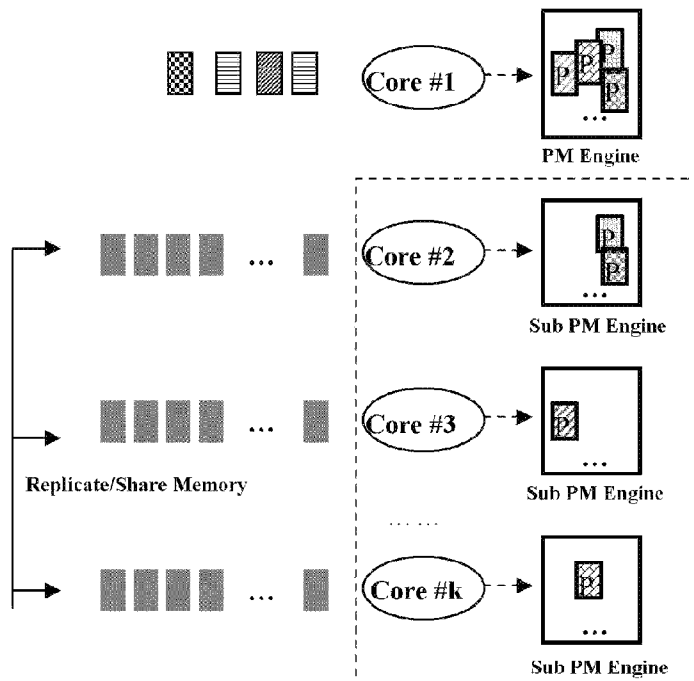 Core #1
P P P P
...
PM Engine
... Core #2
P
P
...
Sub PM Engine
... Core #3
P
...
Sub PM Engine
Replicate/Share Memory
... ...
... Core #k
P
...
Sub PM Engine